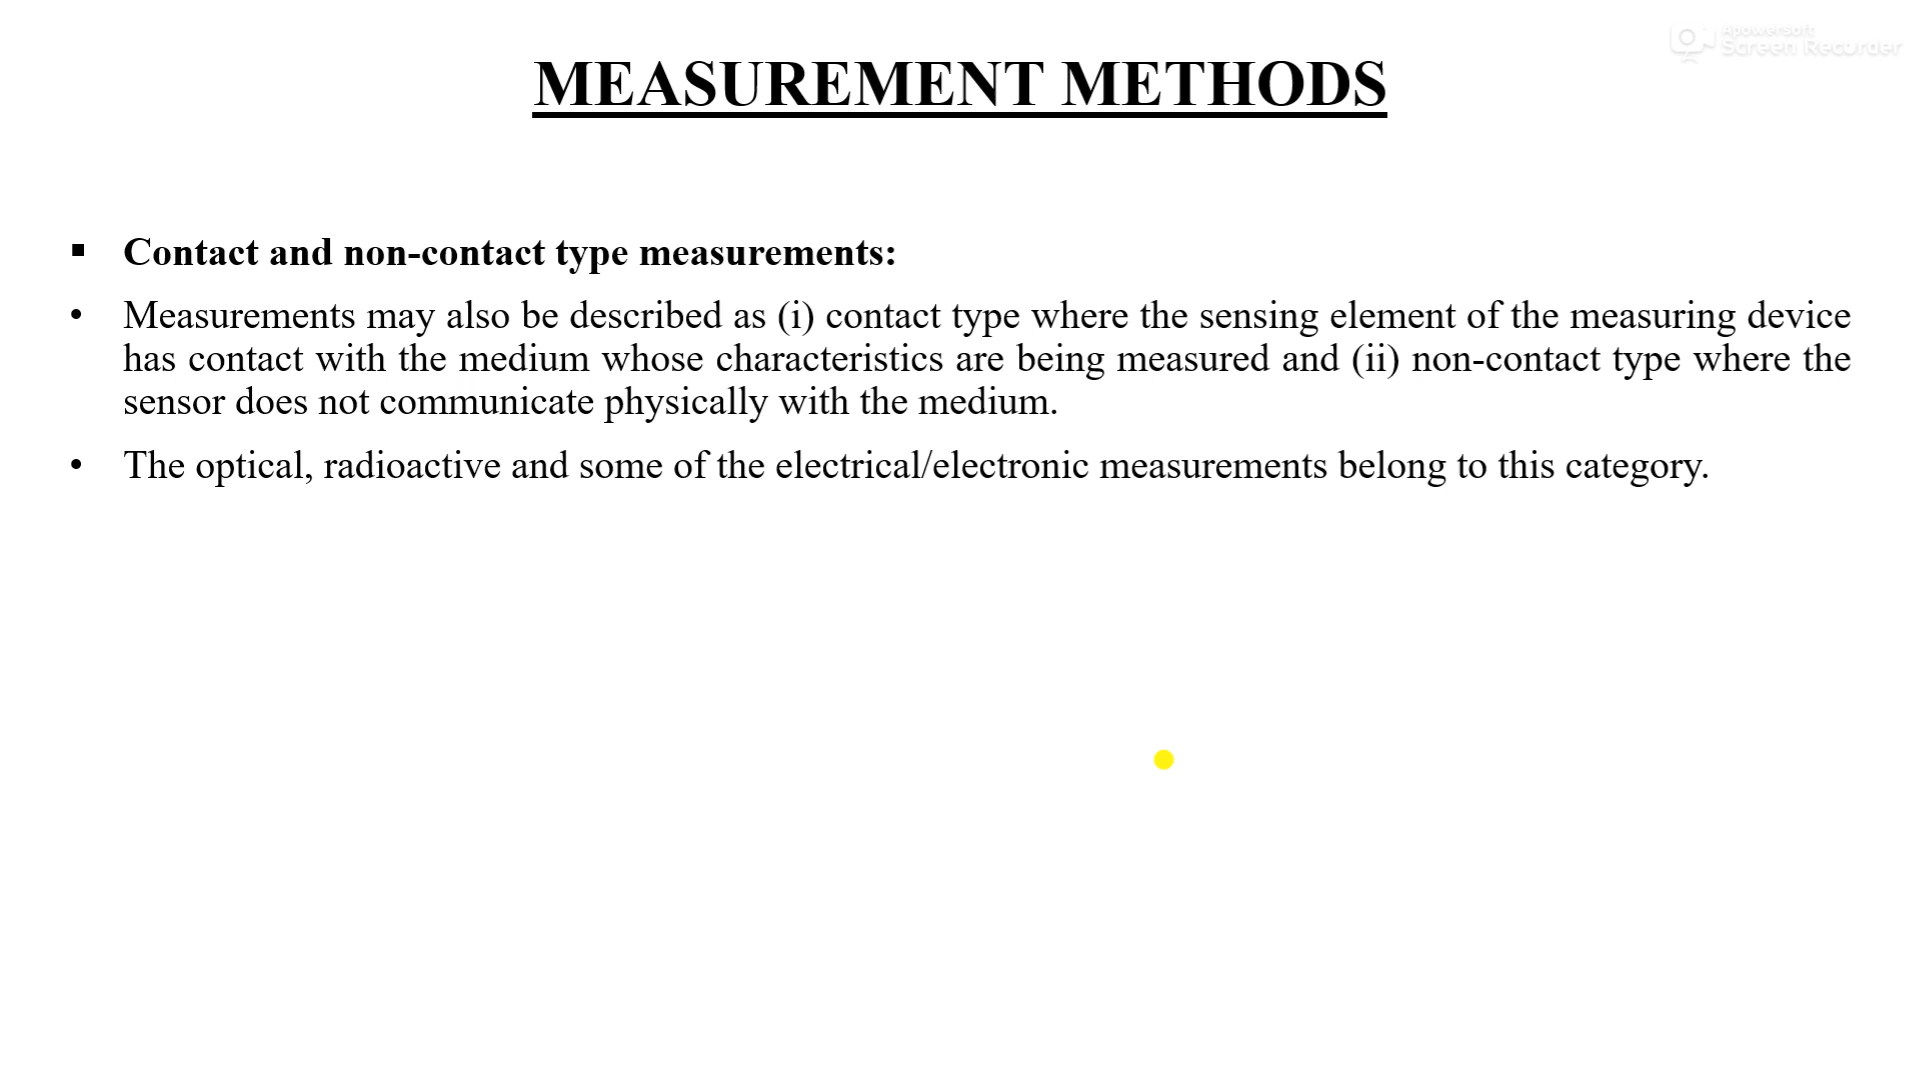 Apowersoft
Screen Recorder
MEASUREMENT METHODS
▪ Contact and non-contact type measurements:
• Measurements may also be described as (i) contact type where the sensing element of the measuring device
has contact with the medium whose characteristics are being measured and (ii) non-contact type where the
sensor does not communicate physically with the medium.
• The optical, radioactive and some of the electrical/electronic measurements belong to this category.